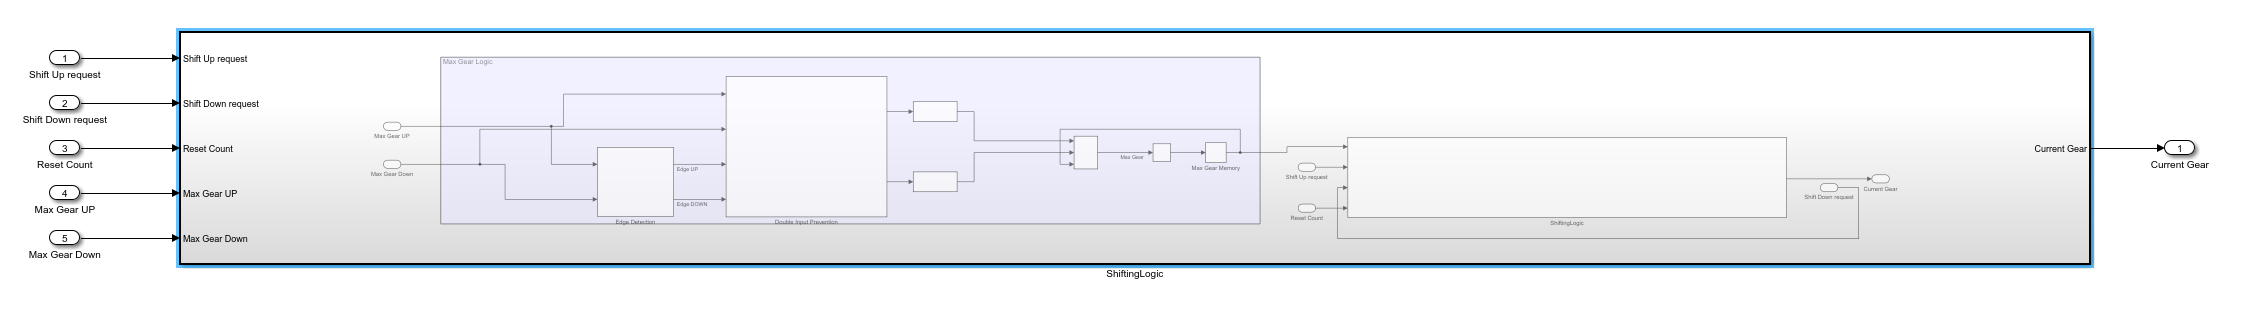 1
Shift Up request
2
Shift Down request
3
Reset Count
4
Max Gear UP
5
Max Gear Down
Shift Up request
Shift Down request
Reset Count
Max Gear UP
Max Gear Down
Max Gear Logic
Max Gear UP
Max Gear Down
Edge UP
Edge DOWN
Edge Detection
Double Input Prevention
Max Gear
Max Gear Memory
Shift Up request
Reset Count
ShiftingLogic
Shift Down request
Current Gear
Current Gear
1
Current Gear
ShiftingLogic